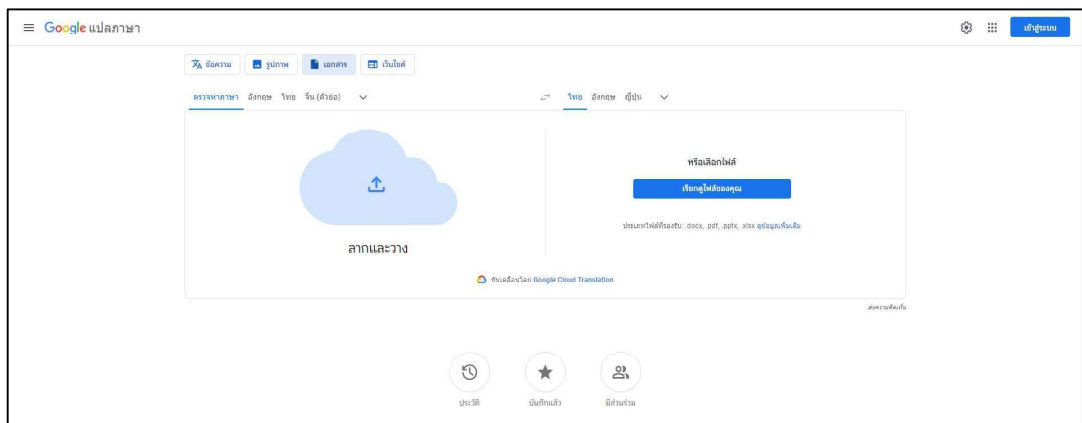 Google แปลภาษา
เข้าสู่ระบบ
ข้อความ รูปภาพ เอกสาร เว็บไซต์
ตรวจหาภาษา อังกฤษ ไทย จีน (ตัวย่อ) ไทย อังกฤษ ญี่ปุ่น
ลากและวาง
หรือเลือกไฟล์
เรียกดูไฟล์ของคุณ
ประเภทไฟล์ที่รองรับ: .docx, .pdf, .pptx, .xlsx ดูข้อมูลเพิ่มเติม
ขับเคลื่อนโดย Google Cloud Translation
ส่งความคิดเห็น
ประวัติ บันทึกแล้ว มีส่วนร่วม